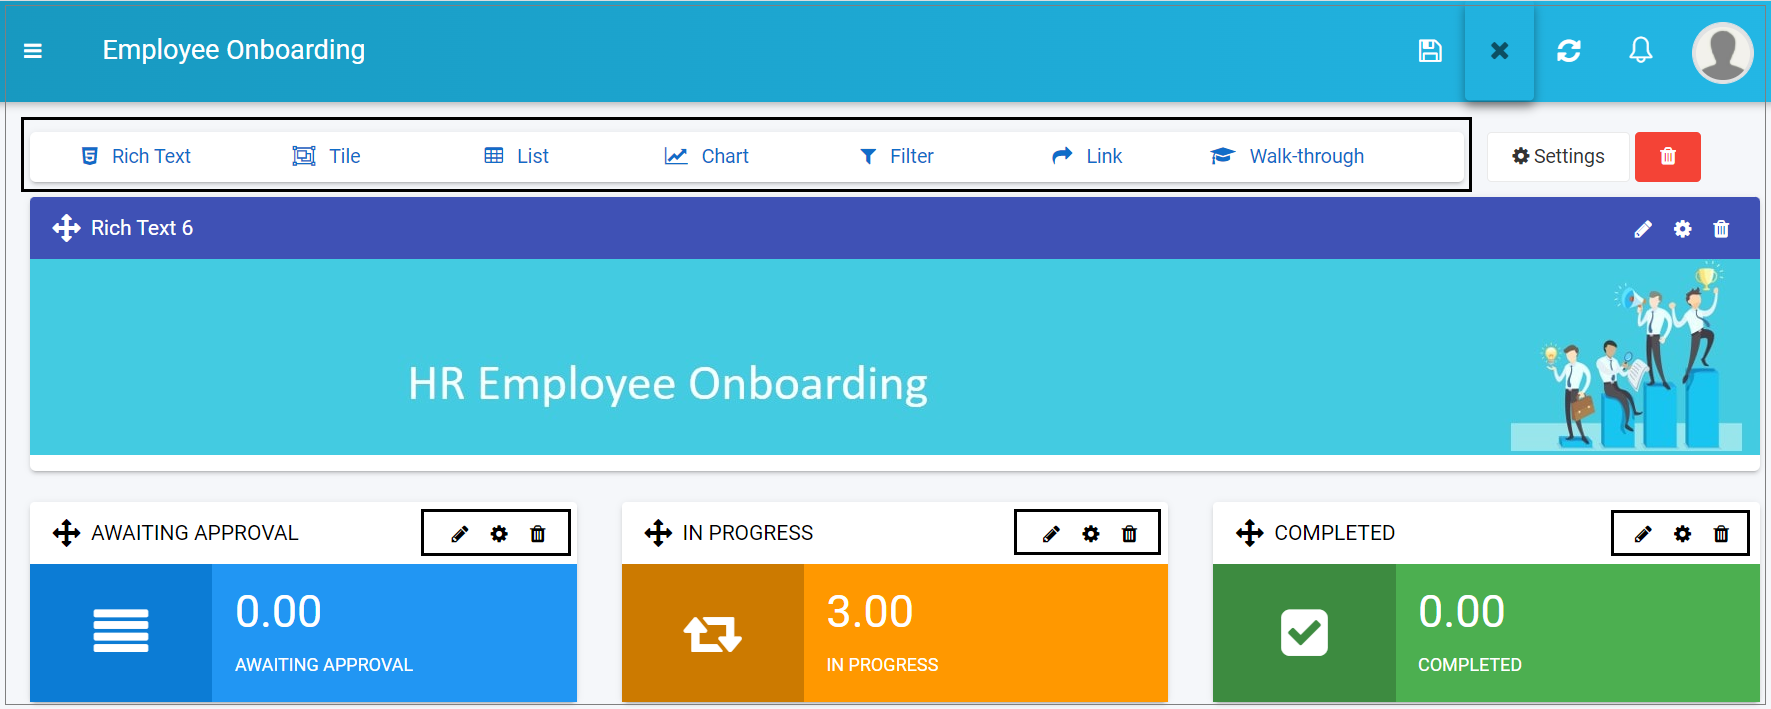 Employee Onboarding
Rich Text Tile List Chart Filter Link Walk-through Settings
Rich Text 6
HR Employee Onboarding
AWAITING APPROVAL IN PROGRESS COMPLETED
0.00 3.00 0.00
AWAITING APPROVAL IN PROGRESS COMPLETED